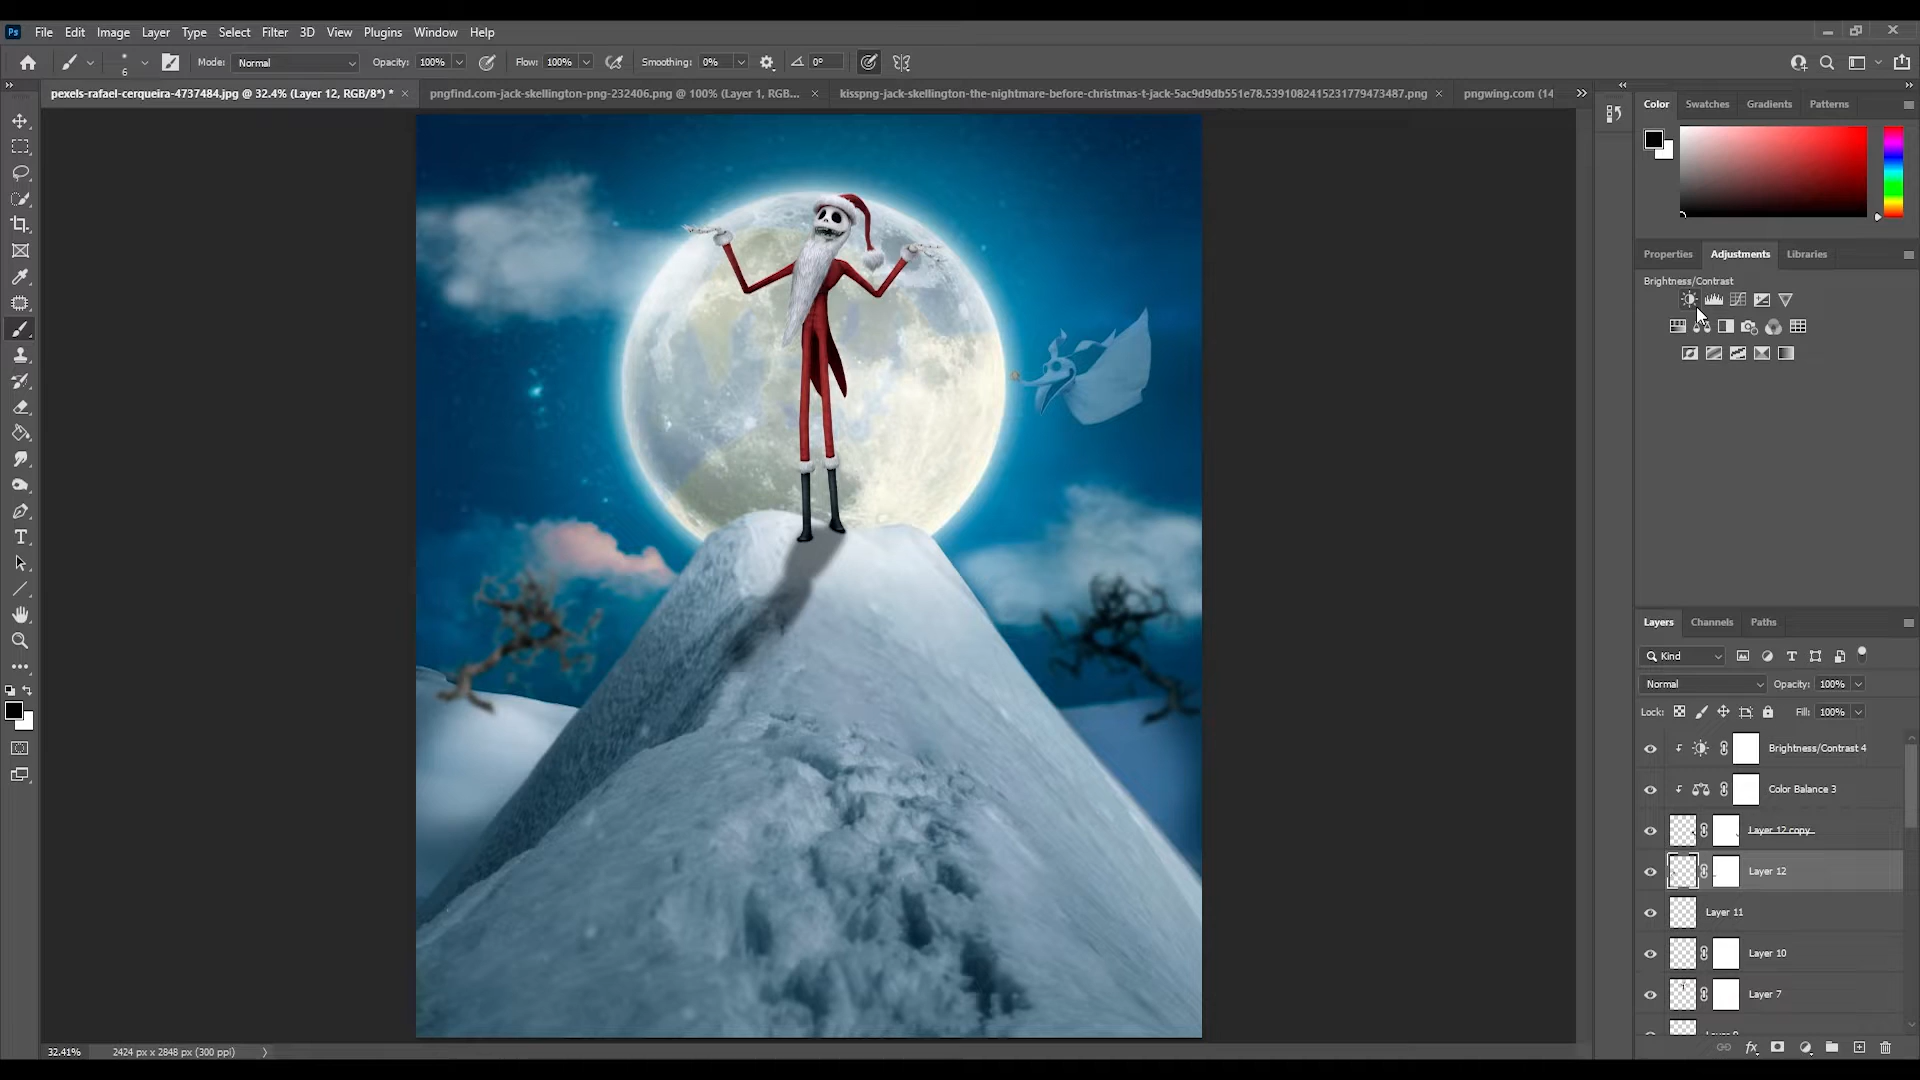 Ps File Edit Image Layer Type Select Filter 3D View Plugins Window Help
6 Mode: Normal Opacity: 100% Flow: 100% Smoothing: 0% 0°
pexels-rafael-cerqueira-4737484.jpg @ 32.4% (Layer 12, RGB/8*) *
pngfind.com-jack-skellington-png-232406.png @ 100% (Layer 1, RGB...
kisspng-jack-skellington-the-nightmare-before-christmas-t-jack-5ac9d9db551e78.5391082415231779473487.png
pngwing.com (14
Color Swatches Gradients Patterns
Properties Adjustments Libraries
Brightness/Contrast
Layers Channels Paths
Kind
Normal Opacity: 100%
Lock: Fill: 100%
Brightness/Contrast 4
Color Balance 3
Layer 12 copy
Layer 12
Layer 11
Layer 10
Layer 7
32.41% 2424 px x 2848 px (300 ppi)